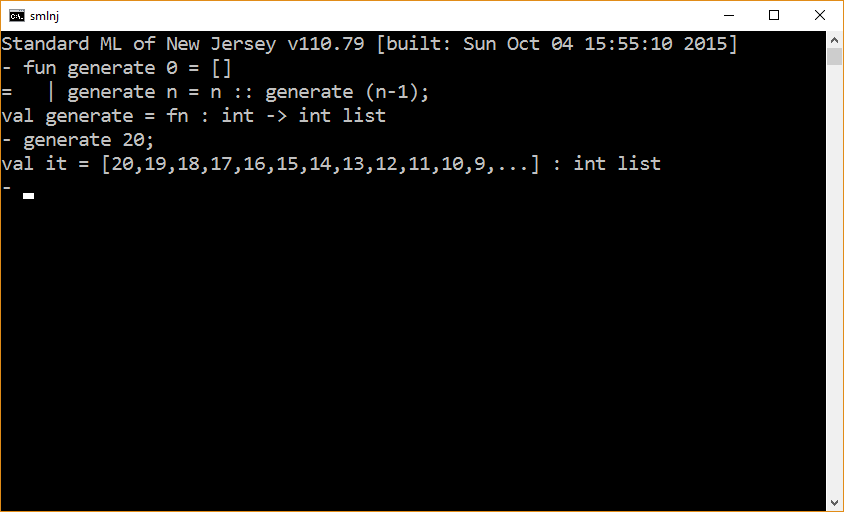 smlnj
Standard ML of New Jersey v110.79 [built: Sun Oct 04 15:55:10 2015]
- fun generate 0 = []
=   | generate n = n :: generate (n-1);
val generate = fn : int -> int list
- generate 20;
val it = [20,19,18,17,16,15,14,13,12,11,10,9,...] : int list
-